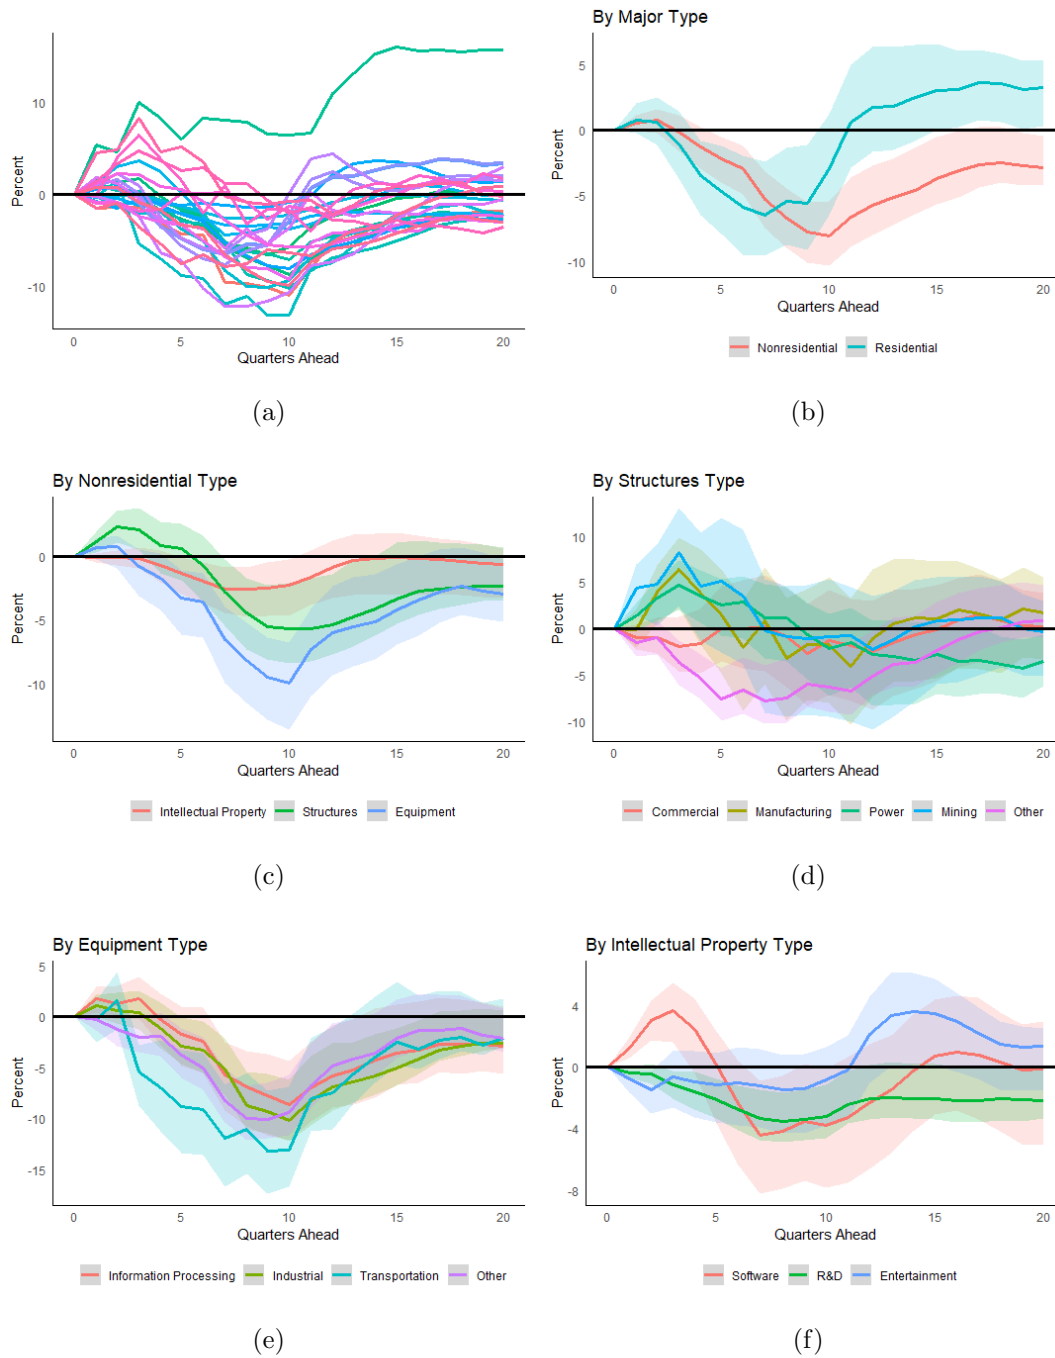 10
0
-10
Percent
0 5 10 15 20
Quarters Ahead
(a)
By Major Type
5
0
-5
-10
Percent
0 5 10 15 20
Quarters Ahead
Nonresidential Residential
(b)
By Nonresidential Type
0
-5
-10
Percent
0 5 10 15 20
Quarters Ahead
Intellectual Property Structures Equipment
(c)
By Structures Type
10
5
0
-5
-10
Percent
0 5 10 15 20
Quarters Ahead
Commercial Manufacturing Power Mining Other
(d)
By Equipment Type
5
0
-5
-10
-15
Percent
0 5 10 15 20
Quarters Ahead
Information Processing Industrial Transportation Other
(e)
By Intellectual Property Type
4
0
-4
-8
Percent
0 5 10 15 20
Quarters Ahead
Software R&D Entertainment
(f)